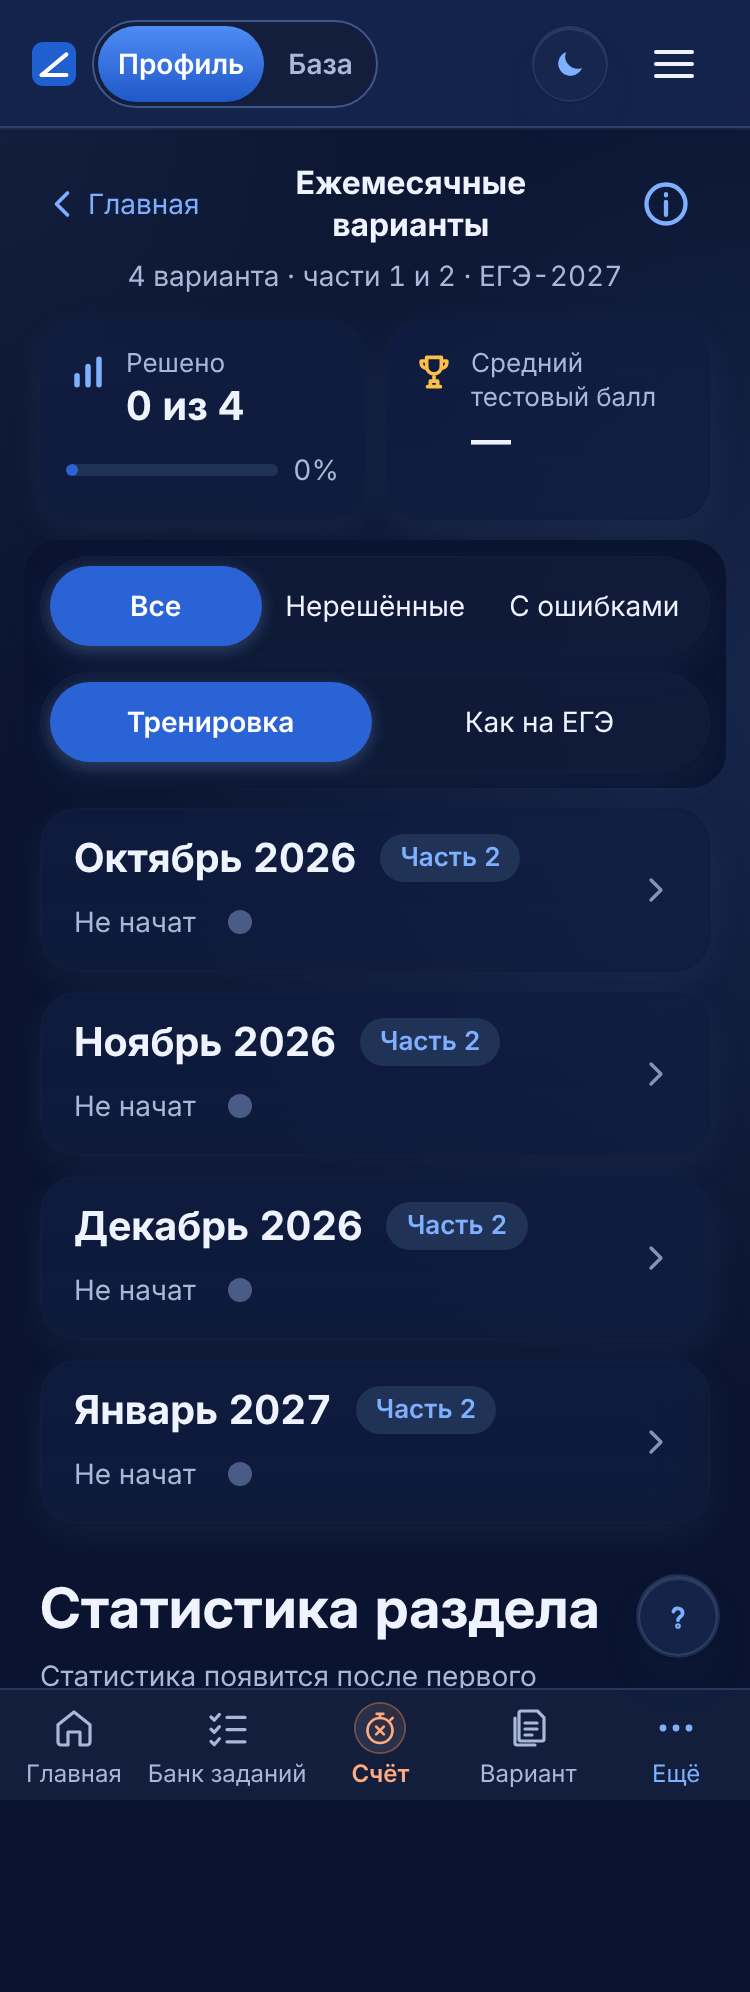 Профиль
База
Главная
Ежемесячные
варианты
4 варианта · части 1 и 2 · ЕГЭ-2027
Решено
0 из 4
0%
Средний
тестовый балл
—
Все
Нерешённые
С ошибками
Тренировка
Как на ЕГЭ
Октябрь 2026
Часть 2
Не начат
Ноябрь 2026
Часть 2
Не начат
Декабрь 2026
Часть 2
Не начат
Январь 2027
Часть 2
Не начат
Статистика раздела
?
Статистика появится после первого
Главная
Банк заданий
Счёт
Вариант
Ещё